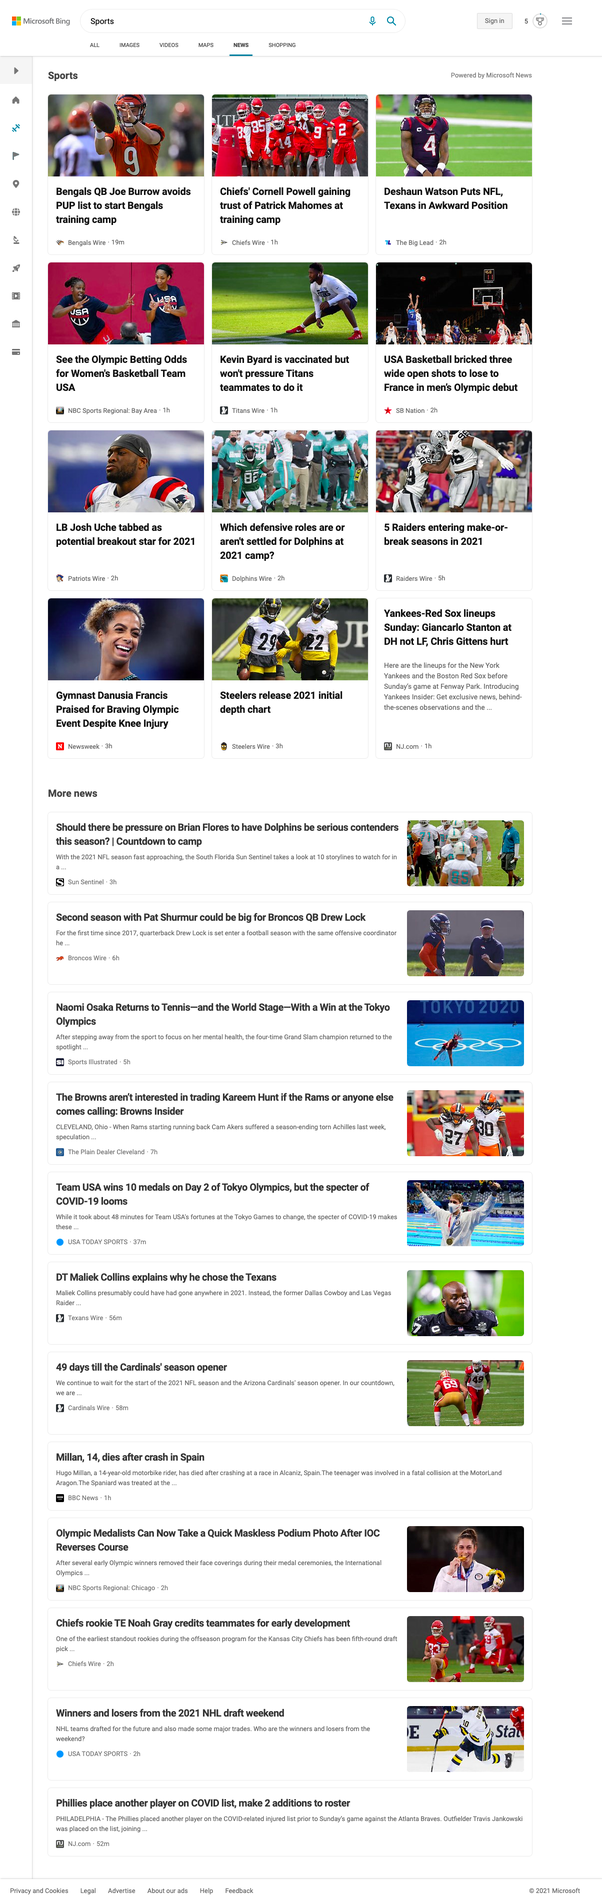 Microsoft Bing
Sports
Sign in
5
ALL
IMAGES
VIDEOS
MAPS
NEWS
SHOPPING
Sports
Powered by Microsoft News
Bengals QB Joe Burrow avoids
PUP list to start Bengals
training camp
Bengals Wire · 19m
Chiefs' Cornell Powell gaining
trust of Patrick Mahomes at
training camp
Chiefs Wire · 1h
Deshaun Watson Puts NFL,
Texans in Awkward Position
The Big Lead · 2h
See the Olympic Betting Odds
for Women's Basketball Team
USA
NBC Sports Regional: Bay Area · 1h
Kevin Byard is vaccinated but
won't pressure Titans
teammates to do it
Titans Wire · 1h
USA Basketball bricked three
wide open shots to lose to
France in men's Olympic debut
SB Nation · 2h
LB Josh Uche tabbed as
potential breakout star for 2021
Patriots Wire · 2h
Which defensive roles are or
aren't settled for Dolphins at
2021 camp?
Dolphins Wire · 2h
5 Raiders entering make-or-
break seasons in 2021
Raiders Wire · 5h
Gymnast Danusia Francis
Praised for Braving Olympic
Event Despite Knee Injury
Newsweek · 3h
Steelers release 2021 initial
depth chart
Steelers Wire · 3h
Yankees-Red Sox lineups
Sunday: Giancarlo Stanton at
DH not LF, Chris Gittens hurt
Here are the lineups for the New York
Yankees and the Boston Red Sox before
Sunday's game at Fenway Park. Introducing
Yankees Insider: Get exclusive news, behind-
the-scenes observations and the ...
NJ.com · 1h
More news
Should there be pressure on Brian Flores to have Dolphins be serious contenders
this season? | Countdown to camp
With the 2021 NFL season fast approaching, the South Florida Sun Sentinel takes a look at 10 storylines to watch for in
a ...
Sun Sentinel · 3h
Second season with Pat Shurmur could be big for Broncos QB Drew Lock
For the first time since 2017, quarterback Drew Lock is set enter a football season with the same offensive coordinator
he ...
Broncos Wire · 6h
Naomi Osaka Returns to Tennis—and the World Stage—With a Win at the Tokyo
Olympics
After stepping away from the sport to focus on her mental health, the four-time Grand Slam champion returned to the
spotlight ...
Sports Illustrated · 5h
TOKYO 2020
The Browns aren't interested in trading Kareem Hunt if the Rams or anyone else
comes calling: Browns Insider
CLEVELAND, Ohio - When Rams starting running back Cam Akers suffered a season-ending torn Achilles last week,
speculation ...
The Plain Dealer Cleveland · 7h
Team USA wins 10 medals on Day 2 of Tokyo Olympics, but the specter of
COVID-19 looms
While it took about 48 minutes for Team USA's fortunes at the Tokyo Games to change, the specter of COVID-19 makes
these ...
USA TODAY SPORTS · 37m
DT Maliek Collins explains why he chose the Texans
Maliek Collins presumably could have had gone anywhere in 2021. Instead, the former Dallas Cowboy and Las Vegas
Raider ...
Texans Wire · 56m
49 days till the Cardinals' season opener
We continue to wait for the start of the 2021 NFL season and the Arizona Cardinals' season opener. In our countdown,
we are ...
Cardinals Wire · 58m
Millan, 14, dies after crash in Spain
Hugo Millan, a 14-year-old motorbike rider, has died after crashing at a race in Alcaniz, Spain.The teenager was involved in a fatal collision at the MotorLand
Aragon.The Spaniard was treated at the ...
BBC News · 1h
Olympic Medalists Can Now Take a Quick Maskless Podium Photo After IOC
Reverses Course
After several early Olympic winners removed their face coverings during their medal ceremonies, the International
Olympics ...
NBC Sports Regional: Chicago · 2h
Chiefs rookie TE Noah Gray credits teammates for early development
One of the earliest standout rookies during the offseason program for the Kansas City Chiefs has been fifth-round draft
pick ...
Chiefs Wire · 2h
Winners and losers from the 2021 NHL draft weekend
NHL teams drafted for the future and also made some major trades. Who are the winners and losers from the
weekend?
USA TODAY SPORTS · 2h
Phillies place another player on COVID list, make 2 additions to roster
PHILADELPHIA - The Phillies placed another player on the COVID-related injured list prior to Sunday's game against the Atlanta Braves. Outfielder Travis Jankowski
was placed on the list, joining ...
NJ.com · 52m
Privacy and Cookies
Legal
Advertise
About our ads
Help
Feedback
© 2021 Microsoft